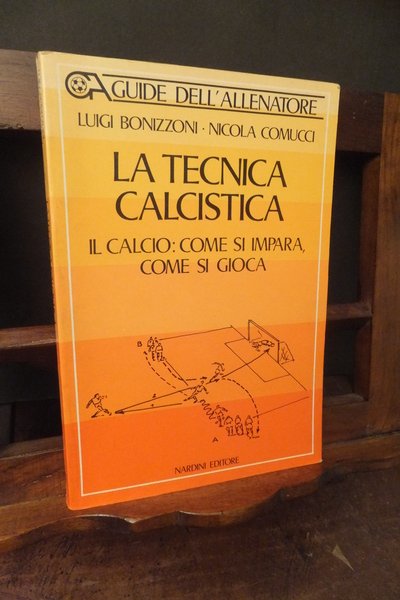 GA GUIDE DELL'ALLENATORE
LUIGI BONIZZONI · NICOLA COMUCCI
LA TECNICA
CALCISTICA
IL CALCIO: COME SI IMPARA,
COME SI GIOCA
B
A
NARDINI EDITORE